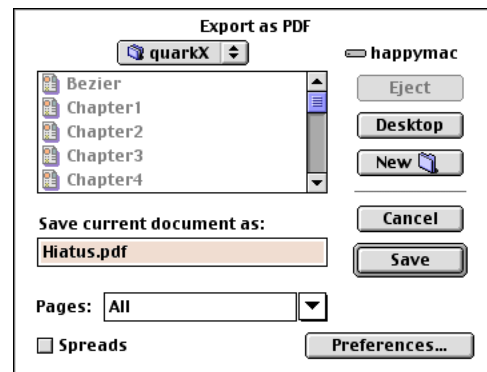 Export as PDF
quarkX
happymac
Bezier
Chapter1
Chapter2
Chapter3
Chapter4
Eject
Desktop
New
Save current document as:
Hiatus.pdf
Cancel
Save
Pages: All
Spreads
Preferences...